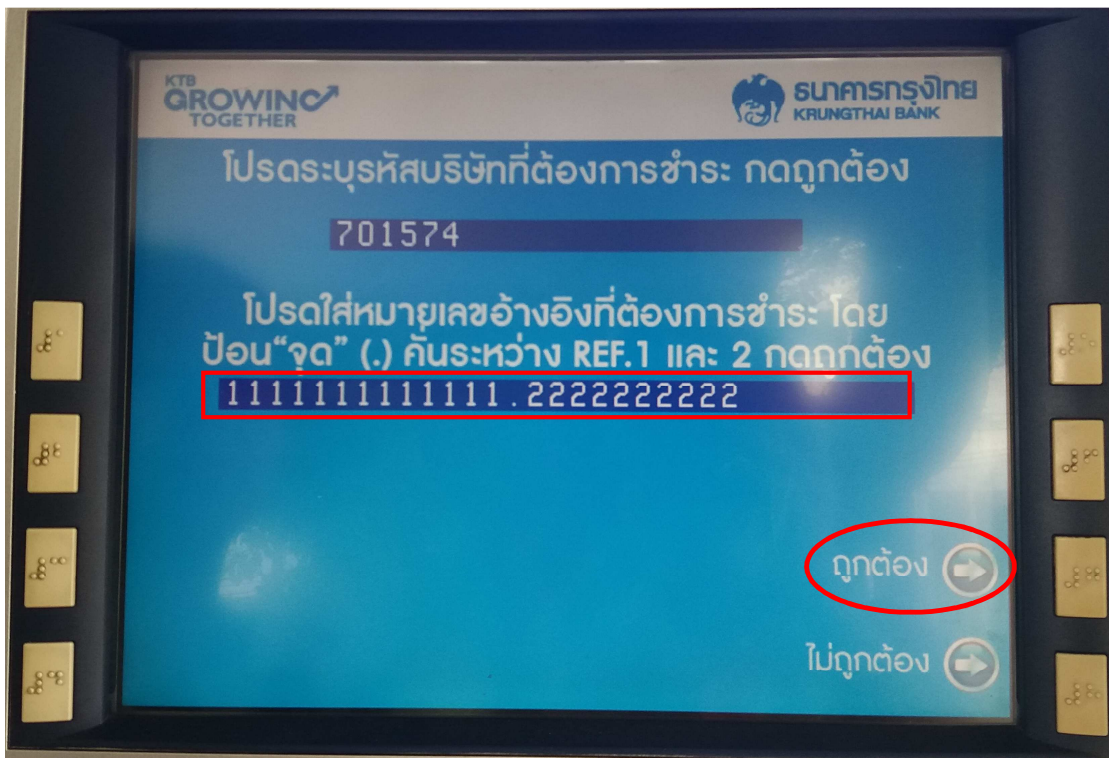 KTB
GROWING
TOGETHER
ธนาคารกรุงไทย
KRUNGTHAI BANK
โปรดระบุรหัสบริษัทที่ต้องการชำระ กดถูกต้อง
701574
โปรดใส่หมายเลขอ้างอิงที่ต้องการชำระ โดย
ป้อน“จุด” (.) คั่นระหว่าง REF.1 และ 2 กดถูกต้อง
1111111111111.2222222222
ถูกต้อง
ไม่ถูกต้อง